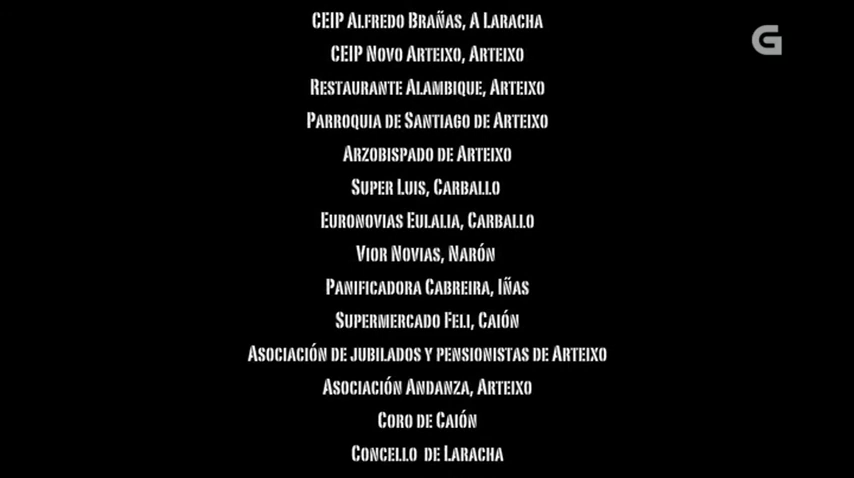 CEIP Alfredo Brañas, A Laracha
CEIP Novo Arteixo, Arteixo
Restaurante Alambique, Arteixo
Parroquia de Santiago de Arteixo
Arzobispado de Arteixo
Super Luis, Carballo
Euronovias Eulalia, Carballo
Vior Novias, Narón
Panificadora Cabreira, Iñas
Supermercado Feli, Caión
Asociación de jubilados y pensionistas de Arteixo
Asociación Andanza, Arteixo
Coro de Caión
Concello de Laracha
G